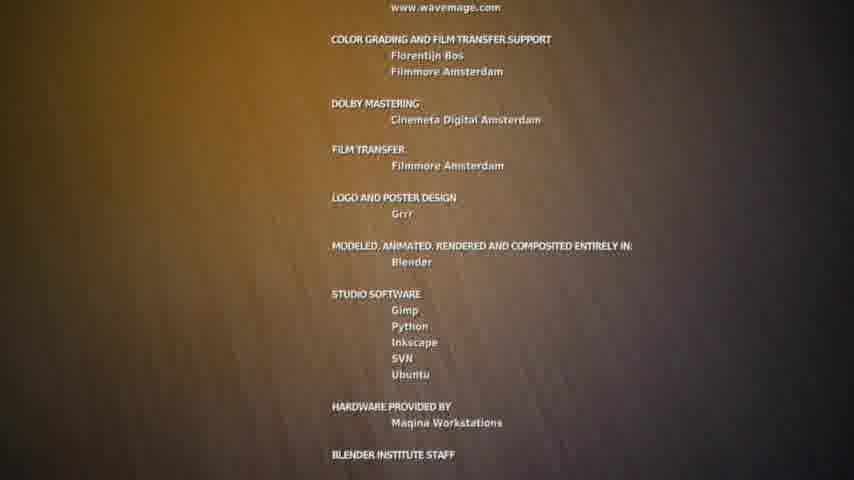 www.wavemage.com
COLOR GRADING AND FILM TRANSFER SUPPORT
Florentijn Bos
Filmmore Amsterdam
DOLBY MASTERING
Cinemeta Digital Amsterdam
FILM TRANSFER
Filmmore Amsterdam
LOGO AND POSTER DESIGN
Grrr
MODELED, ANIMATED, RENDERED AND COMPOSITED ENTIRELY IN:
Blender
STUDIO SOFTWARE
Gimp
Python
Inkscape
SVN
Ubuntu
HARDWARE PROVIDED BY
Maqina Workstations
BLENDER INSTITUTE STAFF